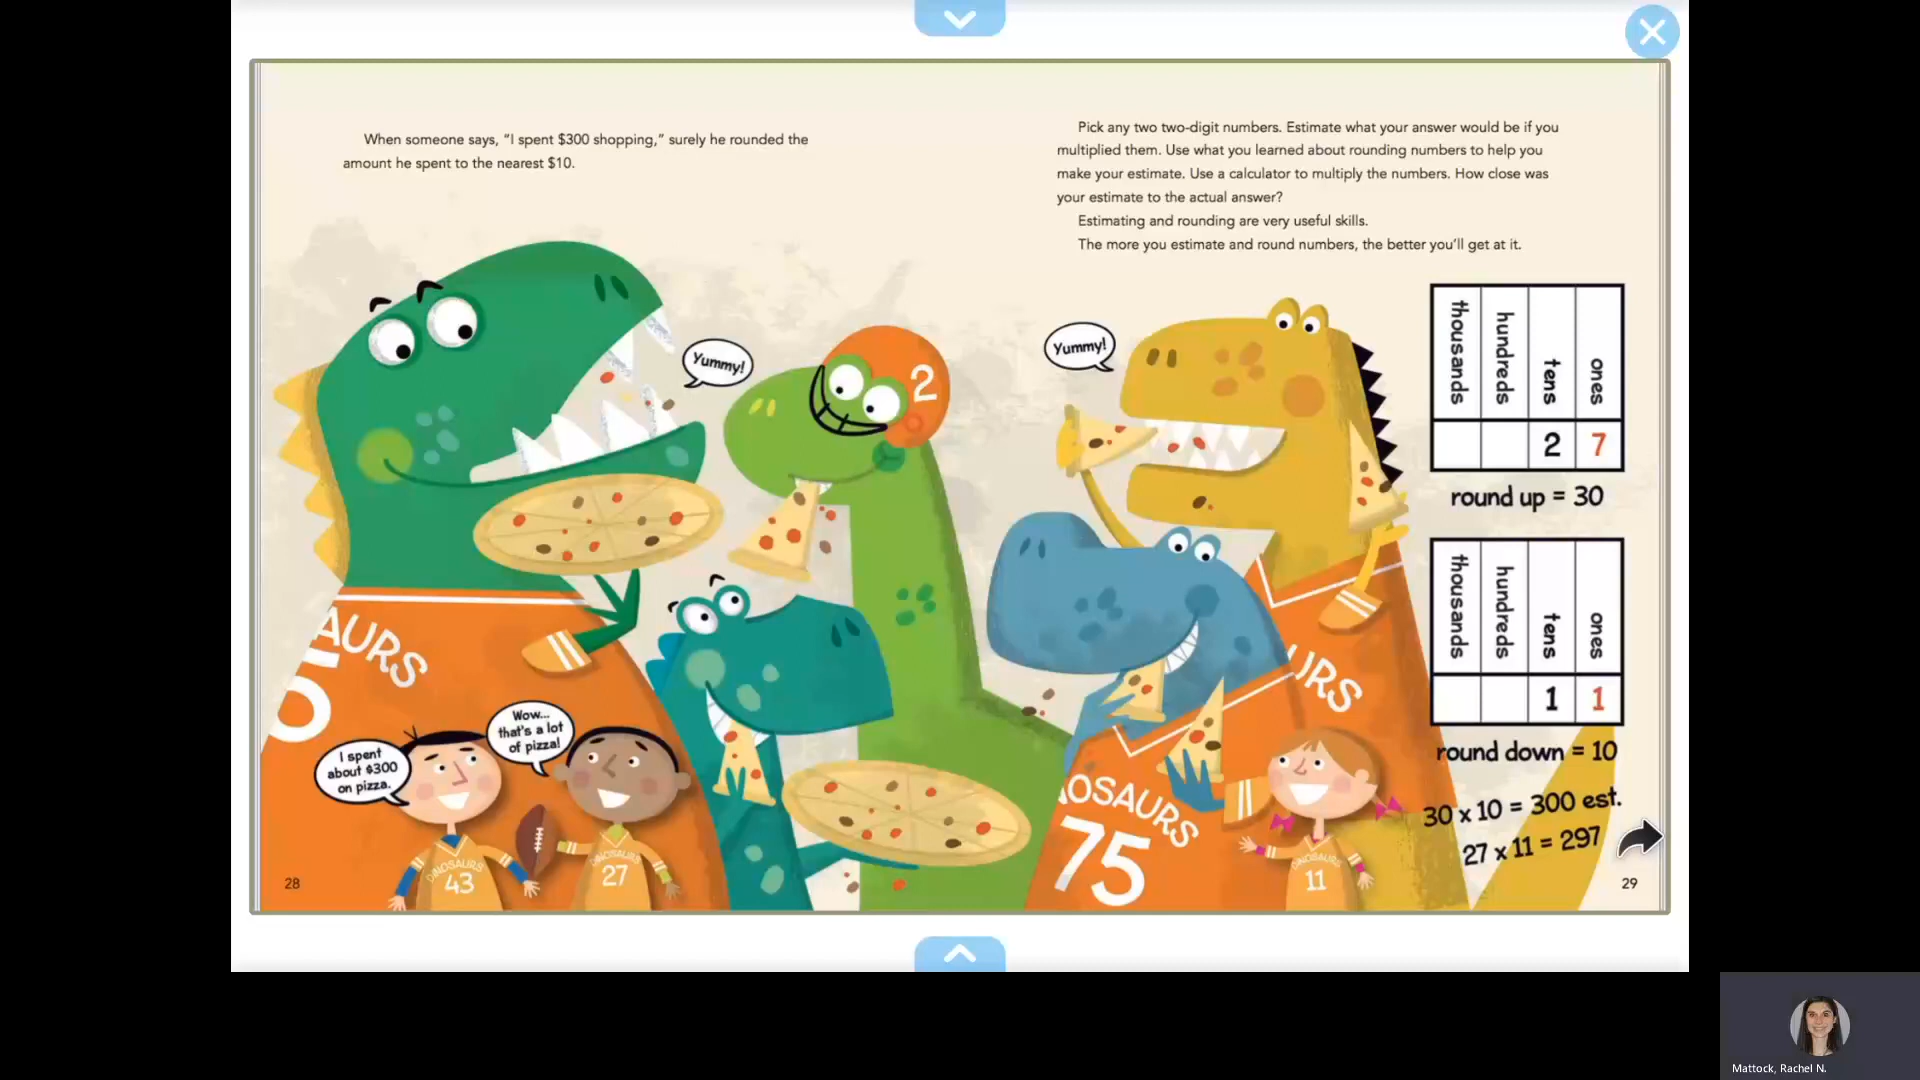 When someone says, “I spent $300 shopping,” surely he rounded the
amount he spent to the nearest $10.
Pick any two two-digit numbers. Estimate what your answer would be if you
multiplied them. Use what you learned about rounding numbers to help you
make your estimate. Use a calculator to multiply the numbers. How close was
your estimate to the actual answer?
Estimating and rounding are very useful skills.
The more you estimate and round numbers, the better you’ll get at it.
Yummy!
2
Yummy!
thousands hundreds tens ones
2 7
round up = 30
thousands hundreds tens ones
1 1
round down = 10
30 x 10 = 300 est.
27 x 11 = 297
AURS
URS
I spent
about $300
on pizza.
Wow...
that's a lot
of pizza!
DINOSAURS
43
DINOSAURS
27
OSAURS
75
DINOSAURS
11
28
29
Mattock, Rachel N.